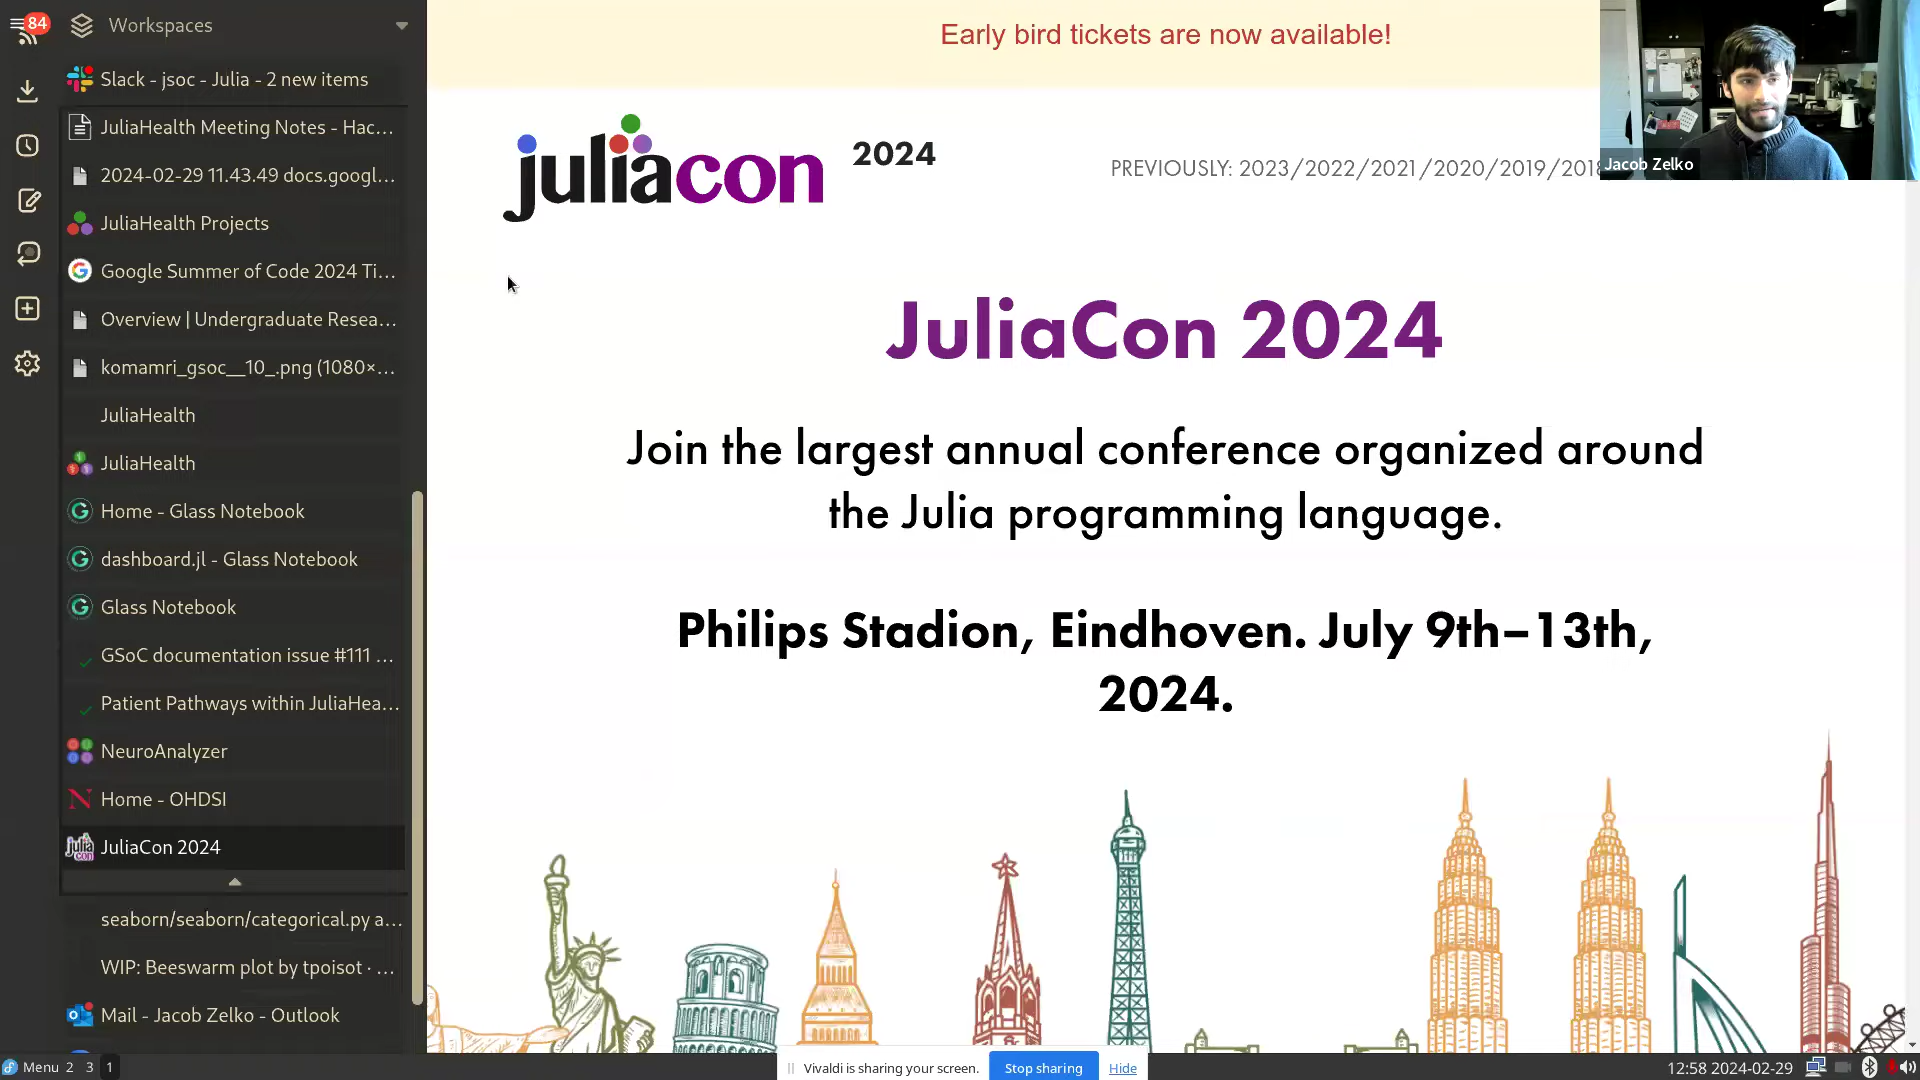 84
Workspaces
Slack - jsoc - Julia - 2 new items
JuliaHealth Meeting Notes - Hac...
2024-02-29 11.43.49 docs.googl...
JuliaHealth Projects
Google Summer of Code 2024 Ti...
Overview | Undergraduate Resea...
komamri_gsoc__10_.png (1080×...
JuliaHealth
JuliaHealth
Home - Glass Notebook
dashboard.jl - Glass Notebook
Glass Notebook
GSoC documentation issue #111 ...
Patient Pathways within JuliaHea...
NeuroAnalyzer
Home - OHDSI
JuliaCon 2024
seaborn/seaborn/categorical.py a...
WIP: Beeswarm plot by tpoisot · ...
Mail - Jacob Zelko - Outlook
Early bird tickets are now available!
juliacon 2024
PREVIOUSLY: 2023/2022/2021/2020/2019/2018
Jacob Zelko
JuliaCon 2024
Join the largest annual conference organized around
the Julia programming language.
Philips Stadion, Eindhoven. July 9th–13th,
2024.
Menu 2 3 1
Vivaldi is sharing your screen.
Stop sharing
Hide
12:58 2024-02-29